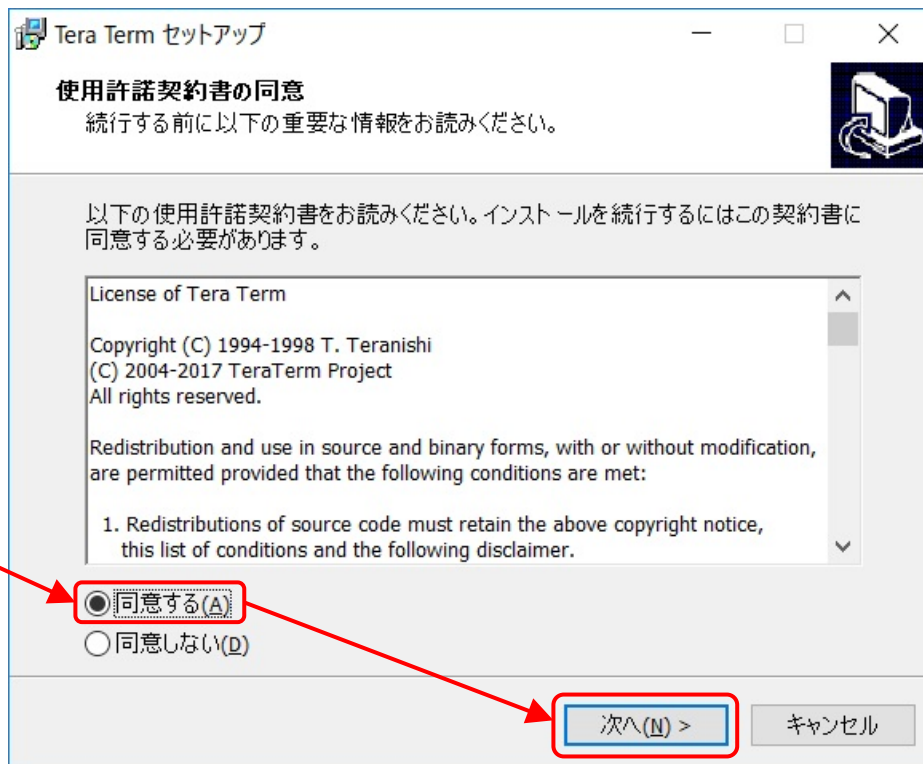 Tera Term セットアップ
使用許諾契約書の同意
続行する前に以下の重要な情報をお読みください。
以下の使用許諾契約書をお読みください。インスト ールを続行するにはこの契約書に
同意する必要があります。
License of Tera Term
Copyright (C) 1994-1998 T. Teranishi
(C) 2004-2017 TeraTerm Project
All rights reserved.
Redistribution and use in source and binary forms, with or without modification,
are permitted provided that the following conditions are met:
1. Redistributions of source code must retain the above copyright notice,
this list of conditions and the following disclaimer.
同意する(A)
同意しない(D)
次へ(N) >
キャンセル